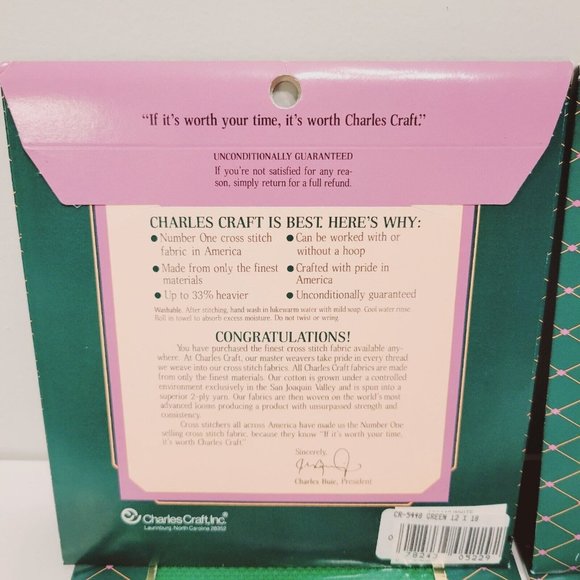 "If it's worth your time, it's worth Charles Craft."
UNCONDITIONALLY GUARANTEED
If you're not satisfied for any rea-
son, simply return for a full refund.
CHARLES CRAFT IS BEST. HERE'S WHY:
● Number One cross stitch
fabric in America
● Made from only the finest
materials
● Up to 33% heavier
● Can be worked with or
without a hoop
● Crafted with pride in
America
● Unconditionally guaranteed
Washable. After stitching, hand wash in lukewarm water with mild soap. Cool water rinse.
Roll in towel to absorb excess moisture. Do not twist or wring.
CONGRATULATIONS!
You have purchased the finest cross stitch fabric available any-
where. At Charles Craft, our master weavers take pride in every thread
we weave into our cross stitch fabrics. All Charles Craft fabrics are made
from only the finest materials. Our cotton is grown under a controlled
environment exclusively in the San Joaquin Valley and is spun into a
superior 2-ply yarn. Our fabrics are then woven on the world's most
advanced looms producing a product with unsurpassed strength and
consistency.
Cross stitchers all across America have made us the Number One
selling cross stitch fabric, because they know "If it's worth your time,
it's worth Charles Craft."
Sincerely,
Charles Buie, President
Charles Craft, Inc.
Laurinburg, North Carolina 28352
CR-5448 GREEN 12 X 18
0 78243 05229